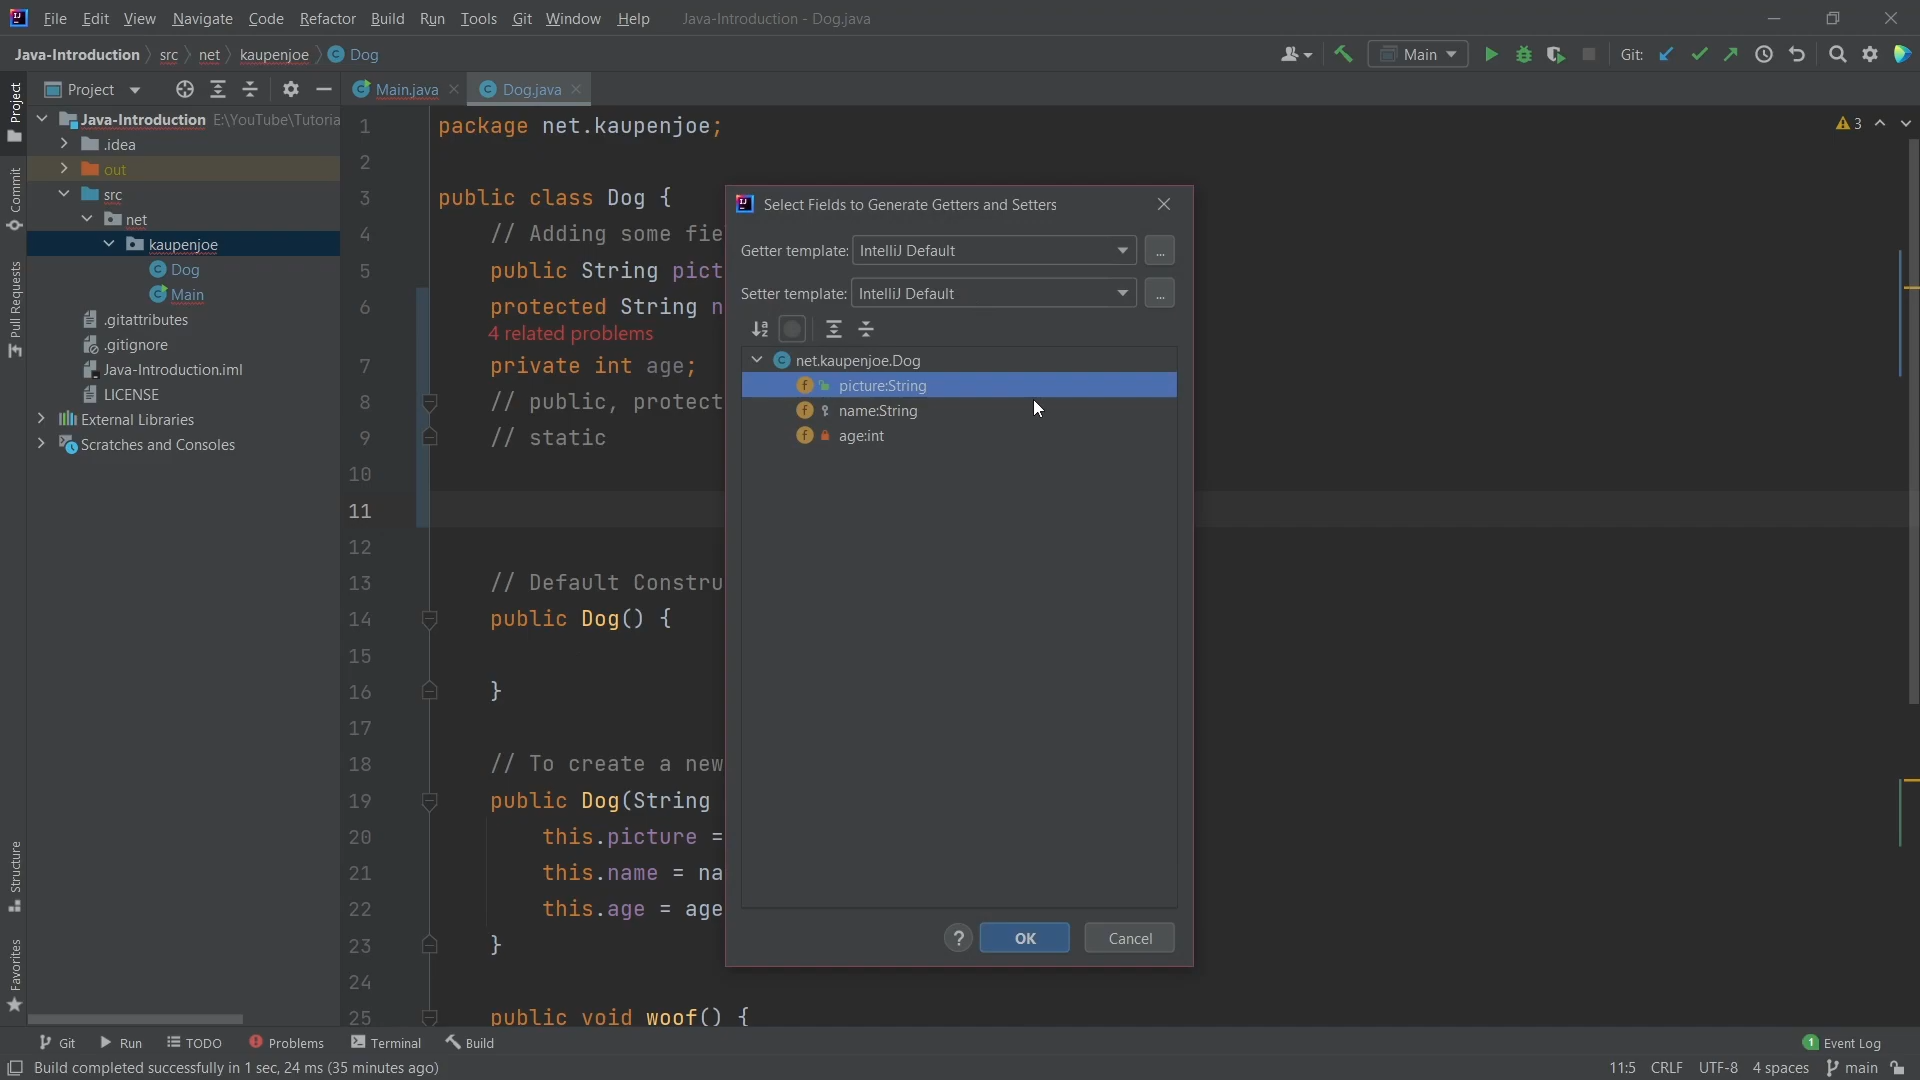 File Edit View Navigate Code Refactor Build Run Tools Git Window Help Java-Introduction - Dog.java
Java-Introduction src net kaupenjoe Dog Main Git:
Project
Main.java Dog.java
Java-Introduction E:\YouTube\Tutoria
.idea
out
src
net
kaupenjoe
Dog
Main
.gitattributes
.gitignore
Java-Introduction.iml
LICENSE
External Libraries
Scratches and Consoles
Project
Commit
Pull Requests
Structure
Favorites
1 package net.kaupenjoe;
2
3 public class Dog {
4 // Adding some fie
5 public String pict
6 protected String n
4 related problems
7 private int age;
8 // public, protect
9 // static
10
11
12
13 // Default Constru
14 public Dog() {
15
16 }
17
18 // To create a new
19 public Dog(String
20 this.picture =
21 this.name = na
22 this.age = age
23 }
24
25 public void woof() {
3
Select Fields to Generate Getters and Setters
Getter template: IntelliJ Default ...
Setter template: IntelliJ Default ...
net.kaupenjoe.Dog
picture:String
name:String
age:int
? OK Cancel
Git Run TODO Problems Terminal Build 1 Event Log
Build completed successfully in 1 sec, 24 ms (35 minutes ago) 11:5 CRLF UTF-8 4 spaces main